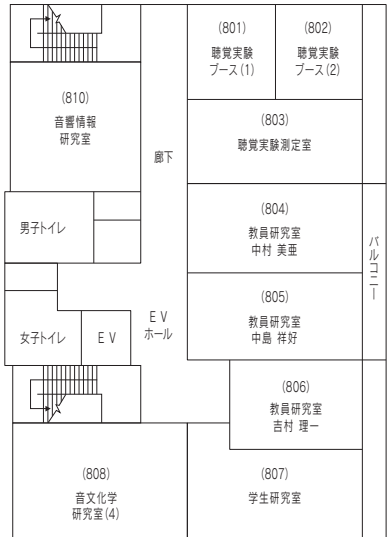 (801)
聴覚実験
ブース(1)
(802)
聴覚実験
ブース(2)
(810)
音響情報
研究室
(803)
聴覚実験測定室
廊下
(804)
教員研究室
中村 美亜
男子トイレ
バルコニー
(805)
教員研究室
中島 祥好
EV
ホール
女子トイレ
EV
(806)
教員研究室
吉村 理一
(808)
音文化学
研究室(4)
(807)
学生研究室